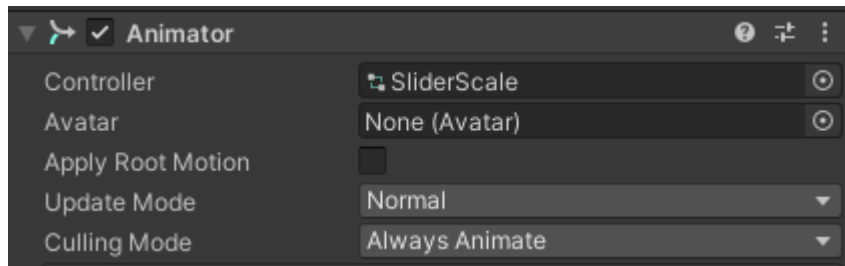 Animator
Controller SliderScale
Avatar None (Avatar)
Apply Root Motion
Update Mode Normal
Culling Mode Always Animate